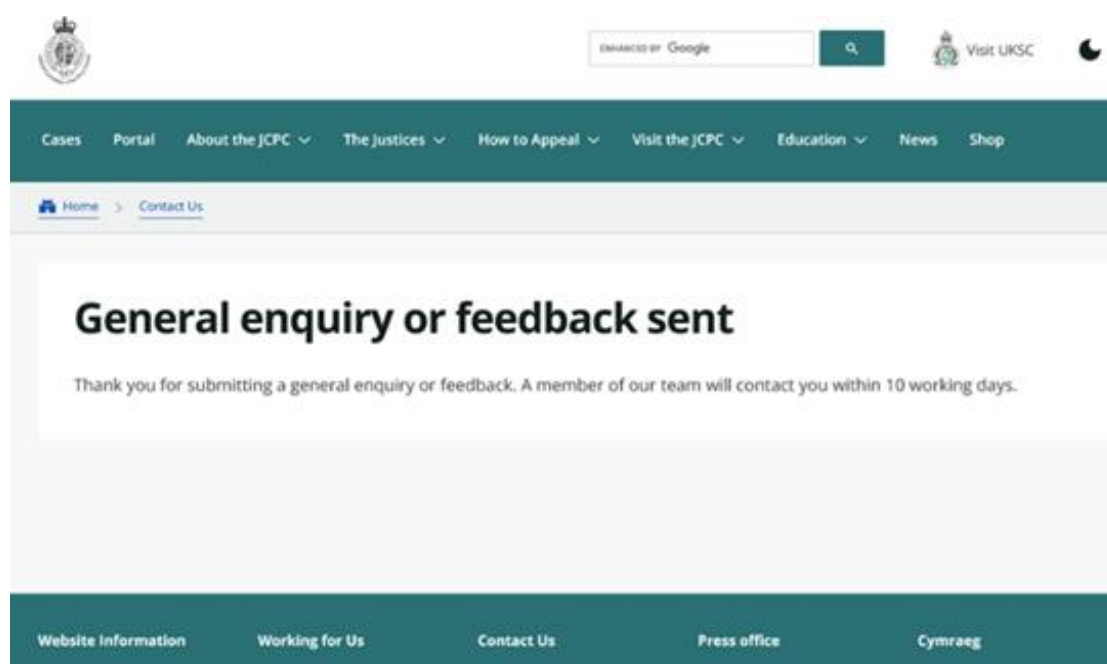 ENHANCED BY Google
Visit UKSC
Cases Portal About the JCPC The Justices How to Appeal Visit the JCPC Education News Shop
Home > Contact Us
General enquiry or feedback sent
Thank you for submitting a general enquiry or feedback. A member of our team will contact you within 10 working days.
Website Information Working for Us Contact Us Press office Cymraeg